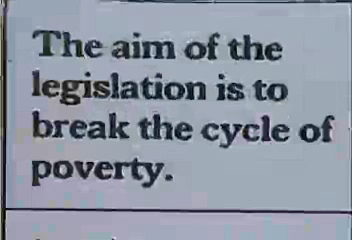 The aim of the
legislation is to
break the cycle of
poverty.